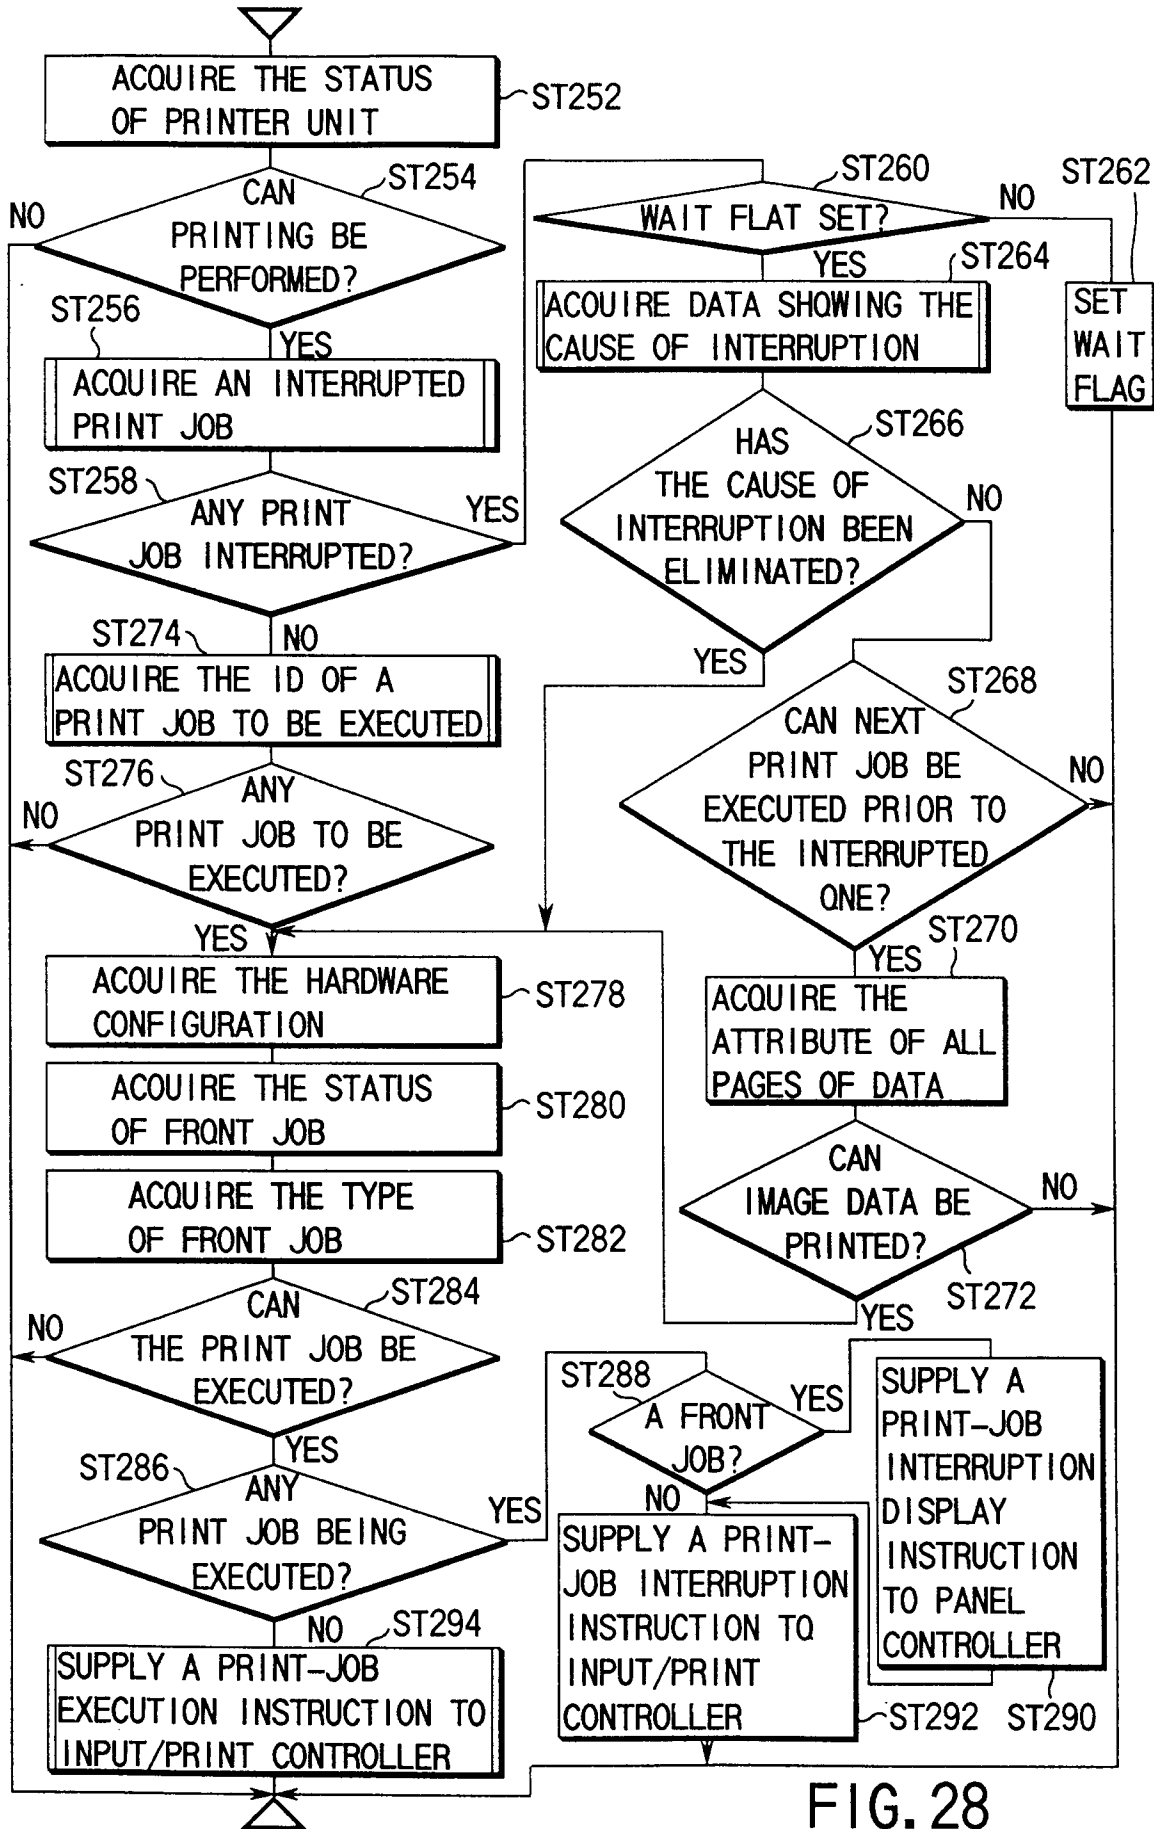 ACQUIRE THE STATUS
OF PRINTER UNIT
ST252
CAN
PRINTING BE
PERFORMED?
ST254
NO
YES
ST256
ACQUIRE AN INTERRUPTED
PRINT JOB
ST258
ANY PRINT
JOB INTERRUPTED?
YES
NO
ST260
WAIT FLAT SET?
NO
YES
ST262
SET
WAIT
FLAG
ST264
ACQUIRE DATA SHOWING THE
CAUSE OF INTERRUPTION
ST266
HAS
THE CAUSE OF
INTERRUPTION BEEN
ELIMINATED?
NO
YES
ST268
CAN NEXT
PRINT JOB BE
EXECUTED PRIOR TO
THE INTERRUPTED
ONE?
NO
YES
ST270
ACQUIRE THE
ATTRIBUTE OF ALL
PAGES OF DATA
CAN
IMAGE DATA BE
PRINTED?
NO
ST272
YES
ST274
ACQUIRE THE ID OF A
PRINT JOB TO BE EXECUTED
ST276
ANY
PRINT JOB TO BE
EXECUTED?
NO
YES
ACQUIRE THE HARDWARE
CONFIGURATION
ST278
ACQUIRE THE STATUS
OF FRONT JOB
ST280
ACQUIRE THE TYPE
OF FRONT JOB
ST282
CAN
THE PRINT JOB BE
EXECUTED?
ST284
NO
YES
ST286
ANY
PRINT JOB BEING
EXECUTED?
YES
NO
ST288
A FRONT
JOB?
YES
NO
SUPPLY A
PRINT-JOB
INTERRUPTION
DISPLAY
INSTRUCTION
TO PANEL
CONTROLLER
ST290
SUPPLY A PRINT-
JOB INTERRUPTION
INSTRUCTION TO
INPUT/PRINT
CONTROLLER
ST292
ST294
SUPPLY A PRINT-JOB
EXECUTION INSTRUCTION TO
INPUT/PRINT CONTROLLER
FIG. 28